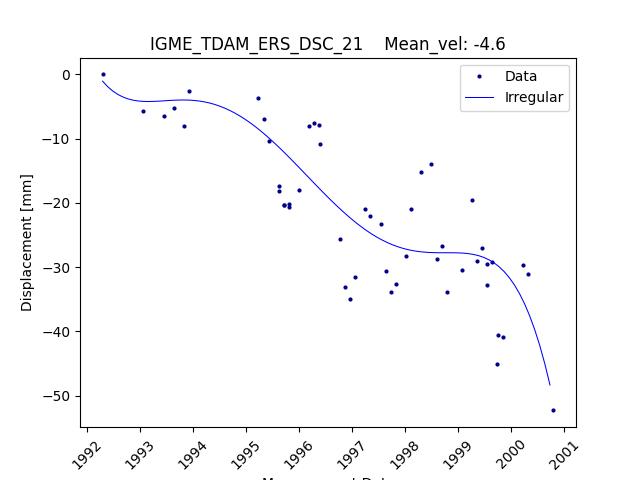 IGME_TDAM_ERS_DSC_21    Mean_vel: -4.6
Data
Irregular
Displacement [mm]
0
−10
−20
−30
−40
−50
1992 1993 1994 1995 1996 1997 1998 1999 2000 2001